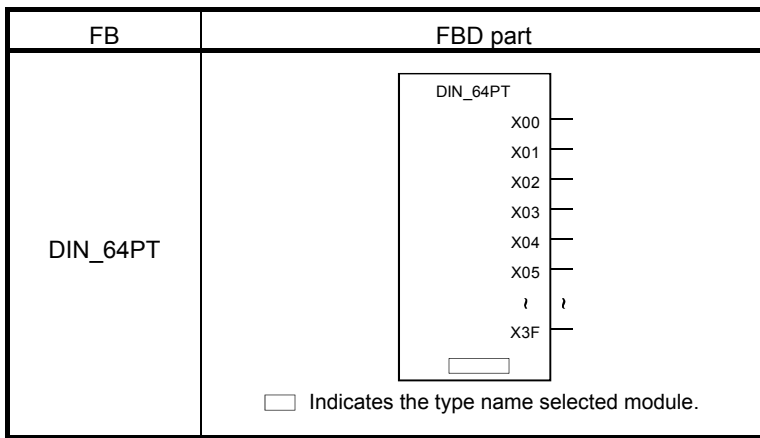 FB
FBD part
DIN_64PT
DIN_64PT
X00
X01
X02
X03
X04
X05
~ ~
X3F
Indicates the type name selected module.